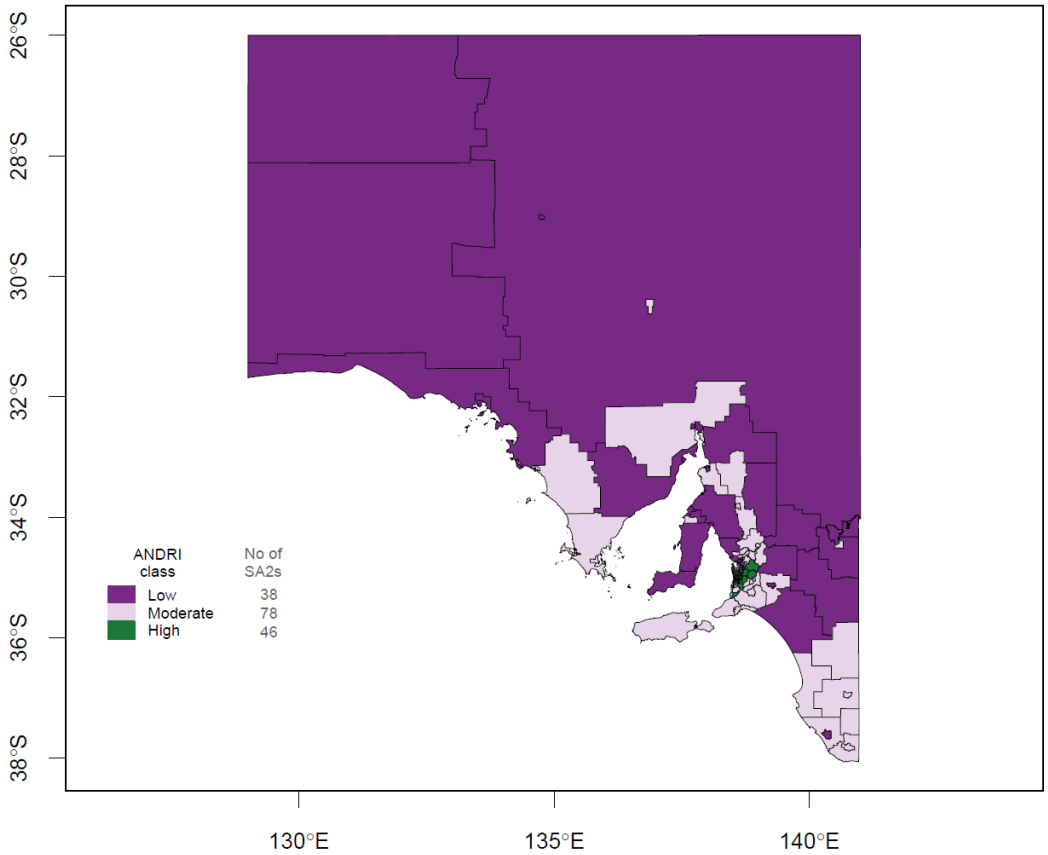 26°S
28°S
30°S
32°S
34°S
36°S
38°S
ANDRI class
No of SA2s
Low 38
Moderate 78
High 46
130°E 135°E 140°E